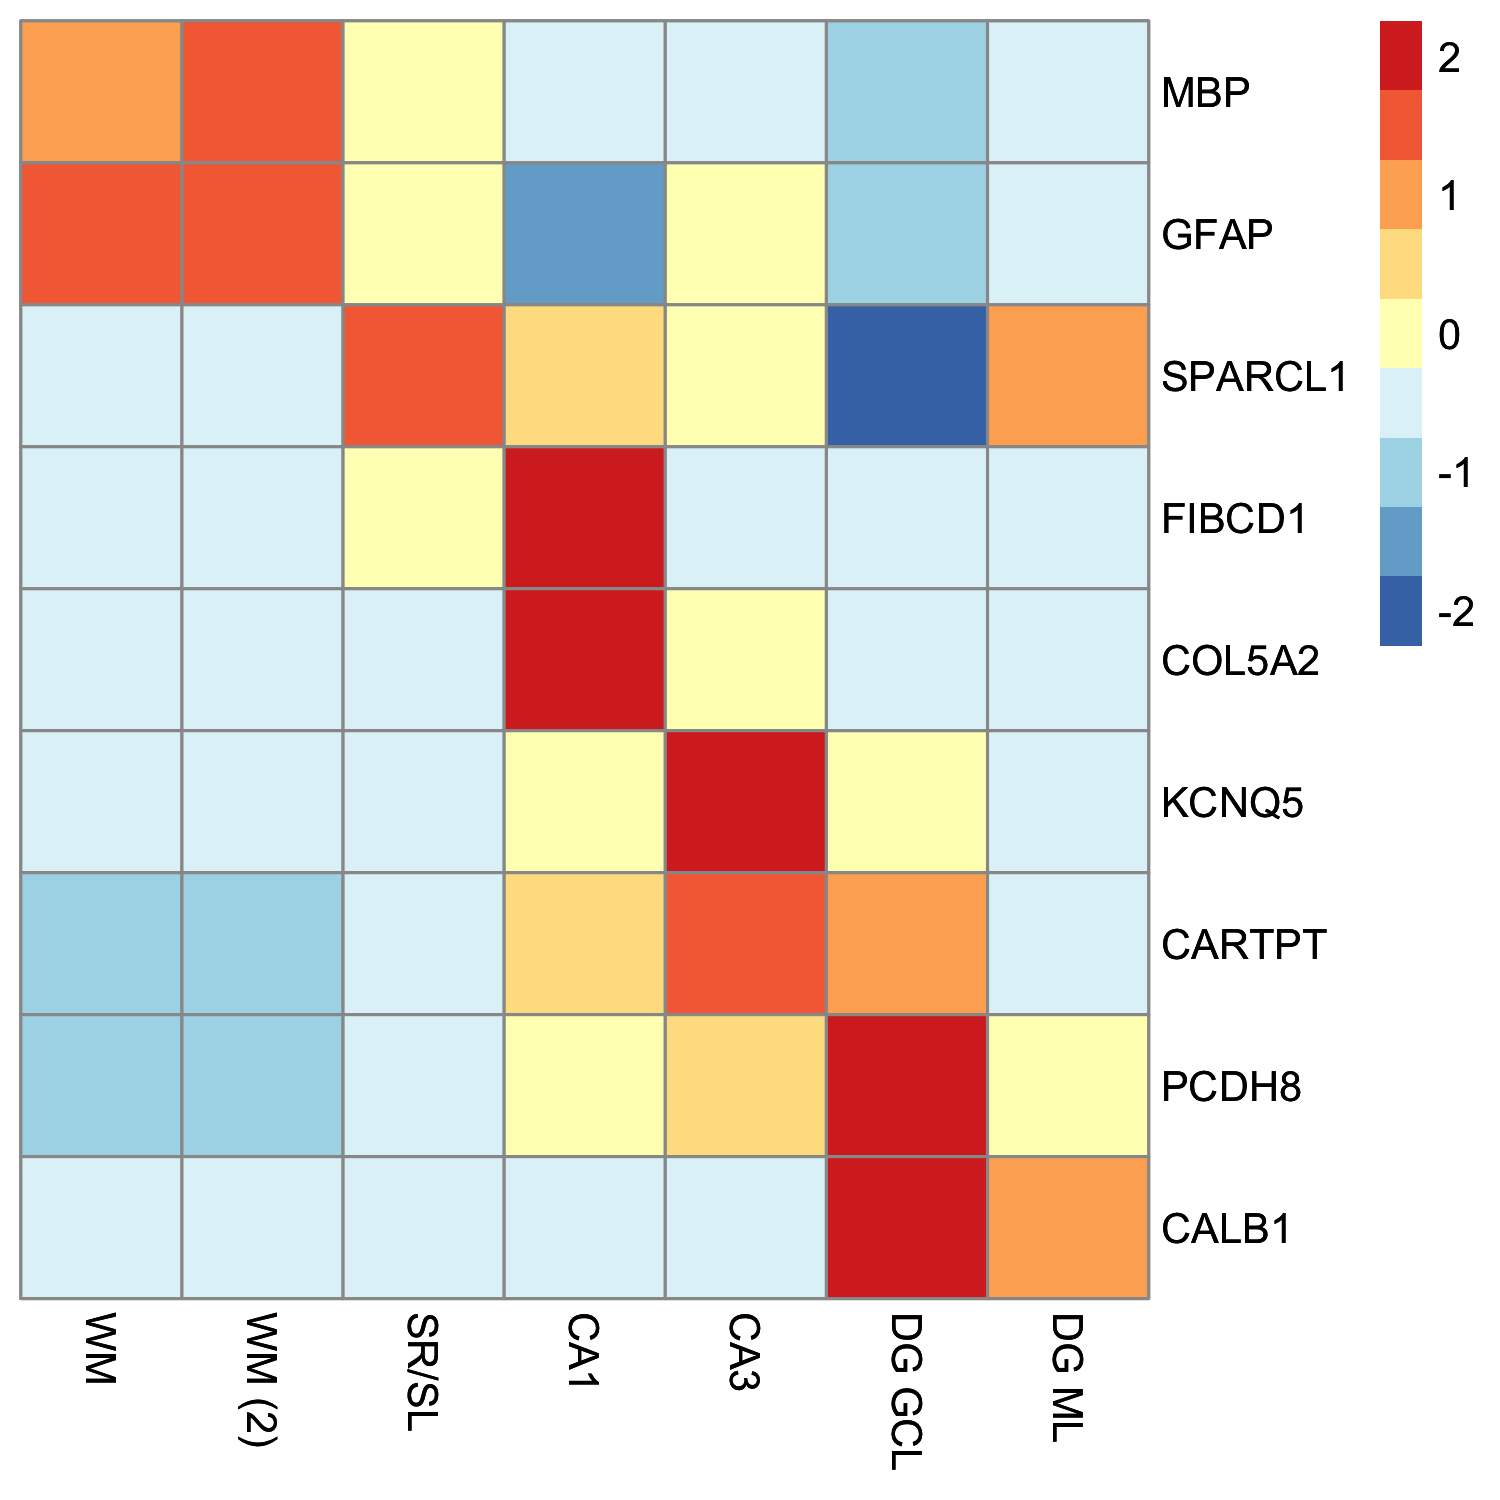 MBP
GFAP
SPARCL1
FIBCD1
COL5A2
KCNQ5
CARTPT
PCDH8
CALB1
WM
WM (2)
SR/SL
CA1
CA3
DG GCL
DG ML
2
1
0
-1
-2